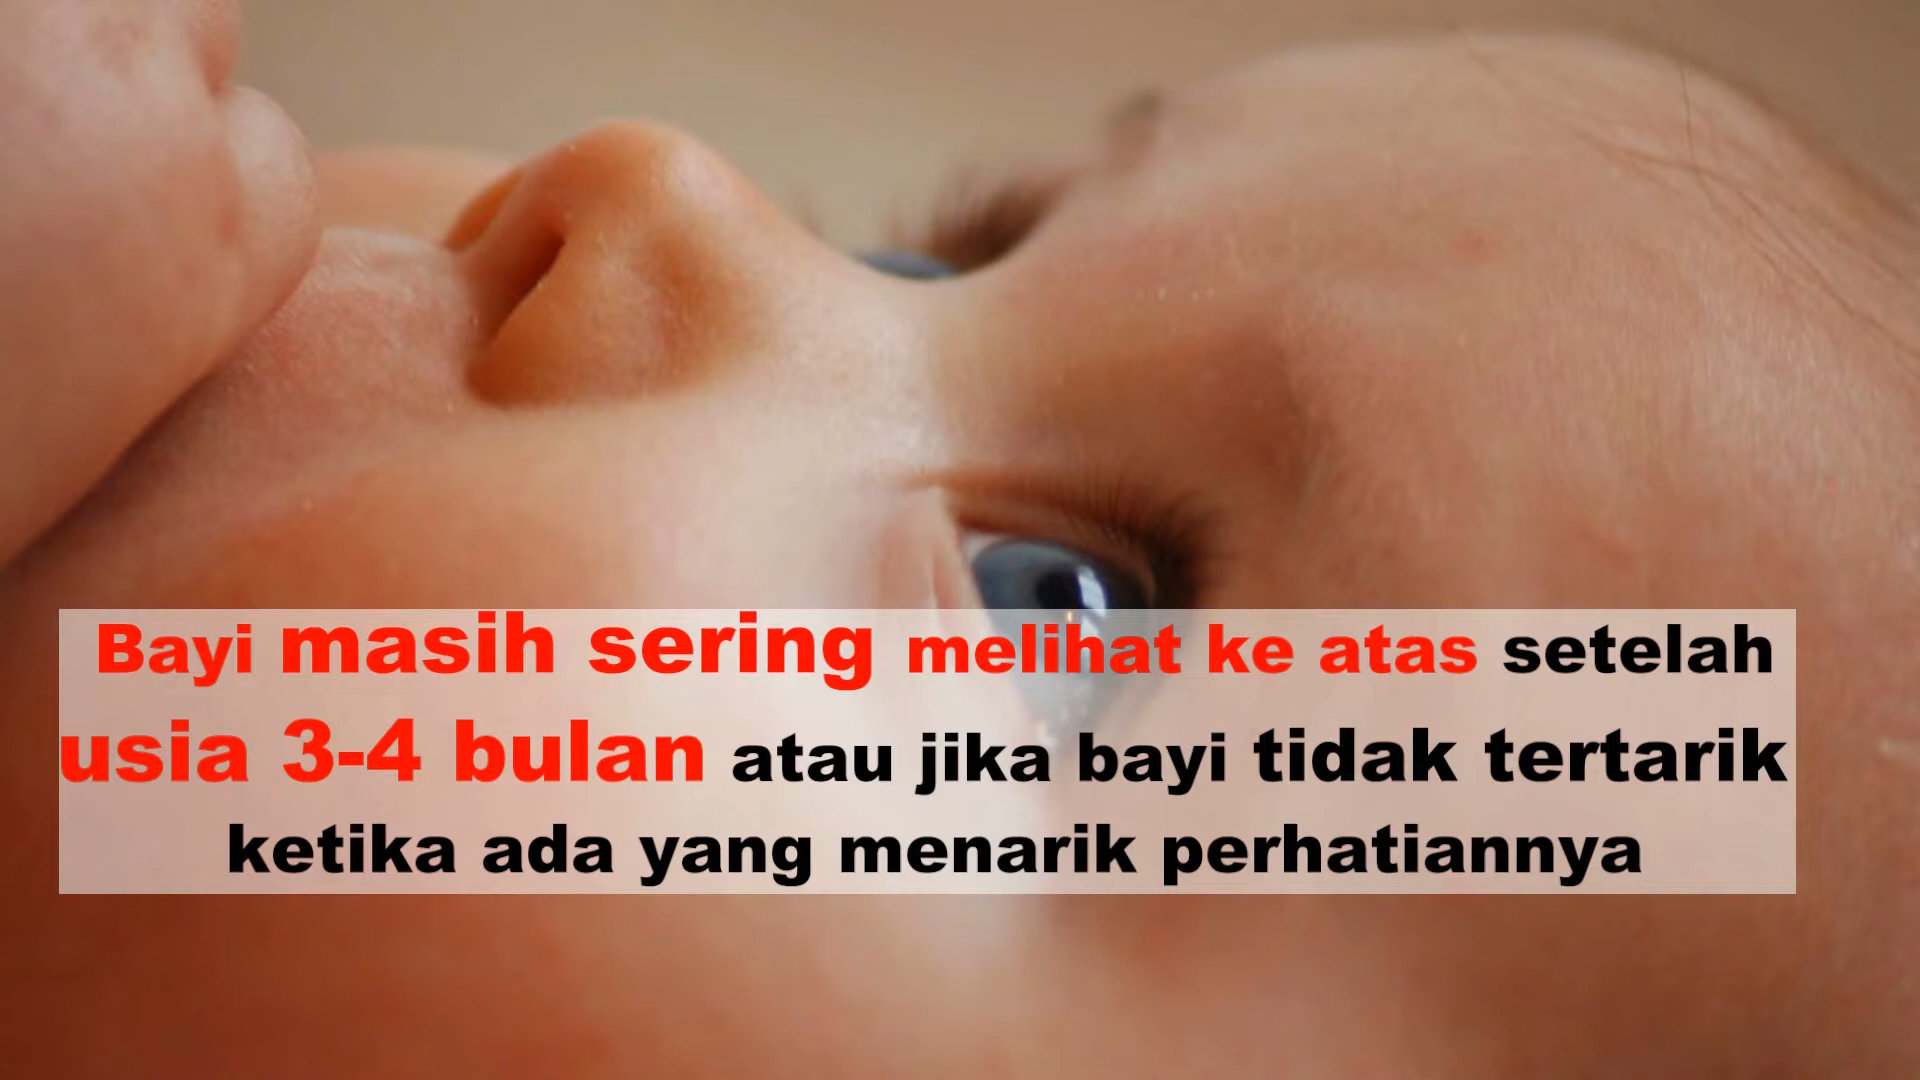 Bayi masih sering melihat ke atas setelah
usia 3-4 bulan atau jika bayi tidak tertarik
ketika ada yang menarik perhatiannya